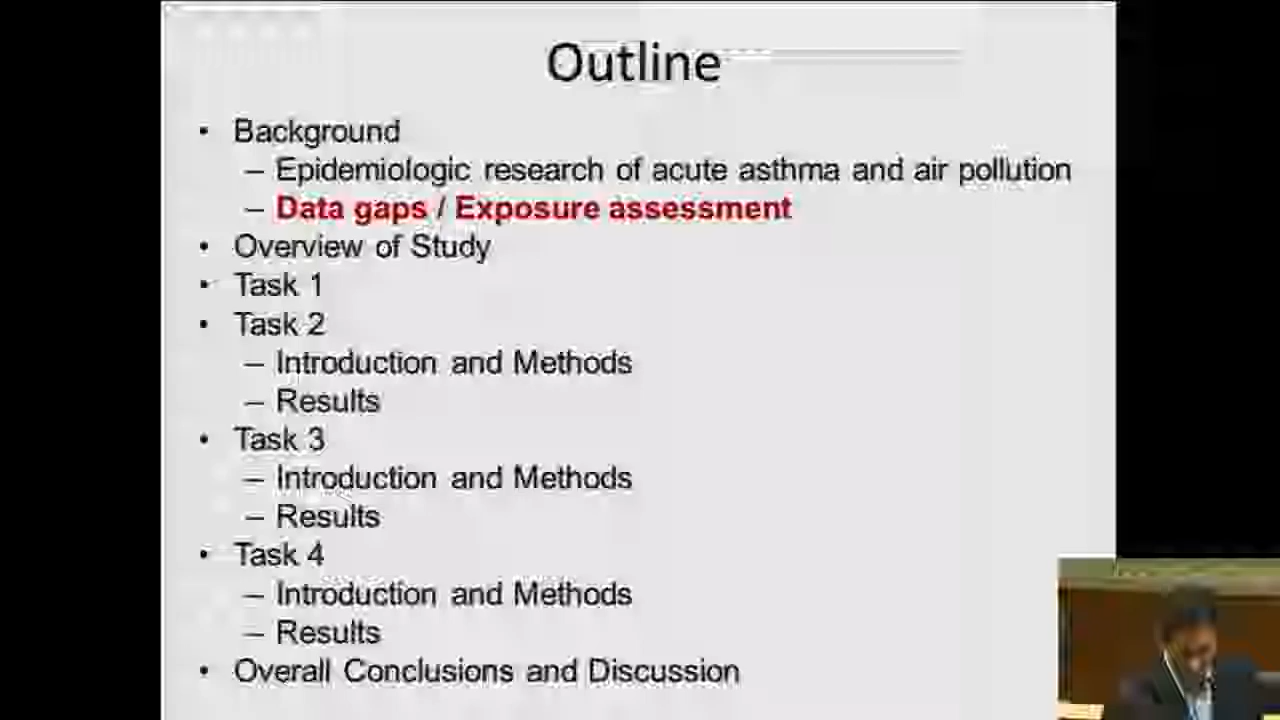 Outline
• Background
– Epidemiologic research of acute asthma and air pollution
– Data gaps / Exposure assessment
• Overview of Study
• Task 1
• Task 2
– Introduction and Methods
– Results
• Task 3
– Introduction and Methods
– Results
• Task 4
– Introduction and Methods
– Results
• Overall Conclusions and Discussion